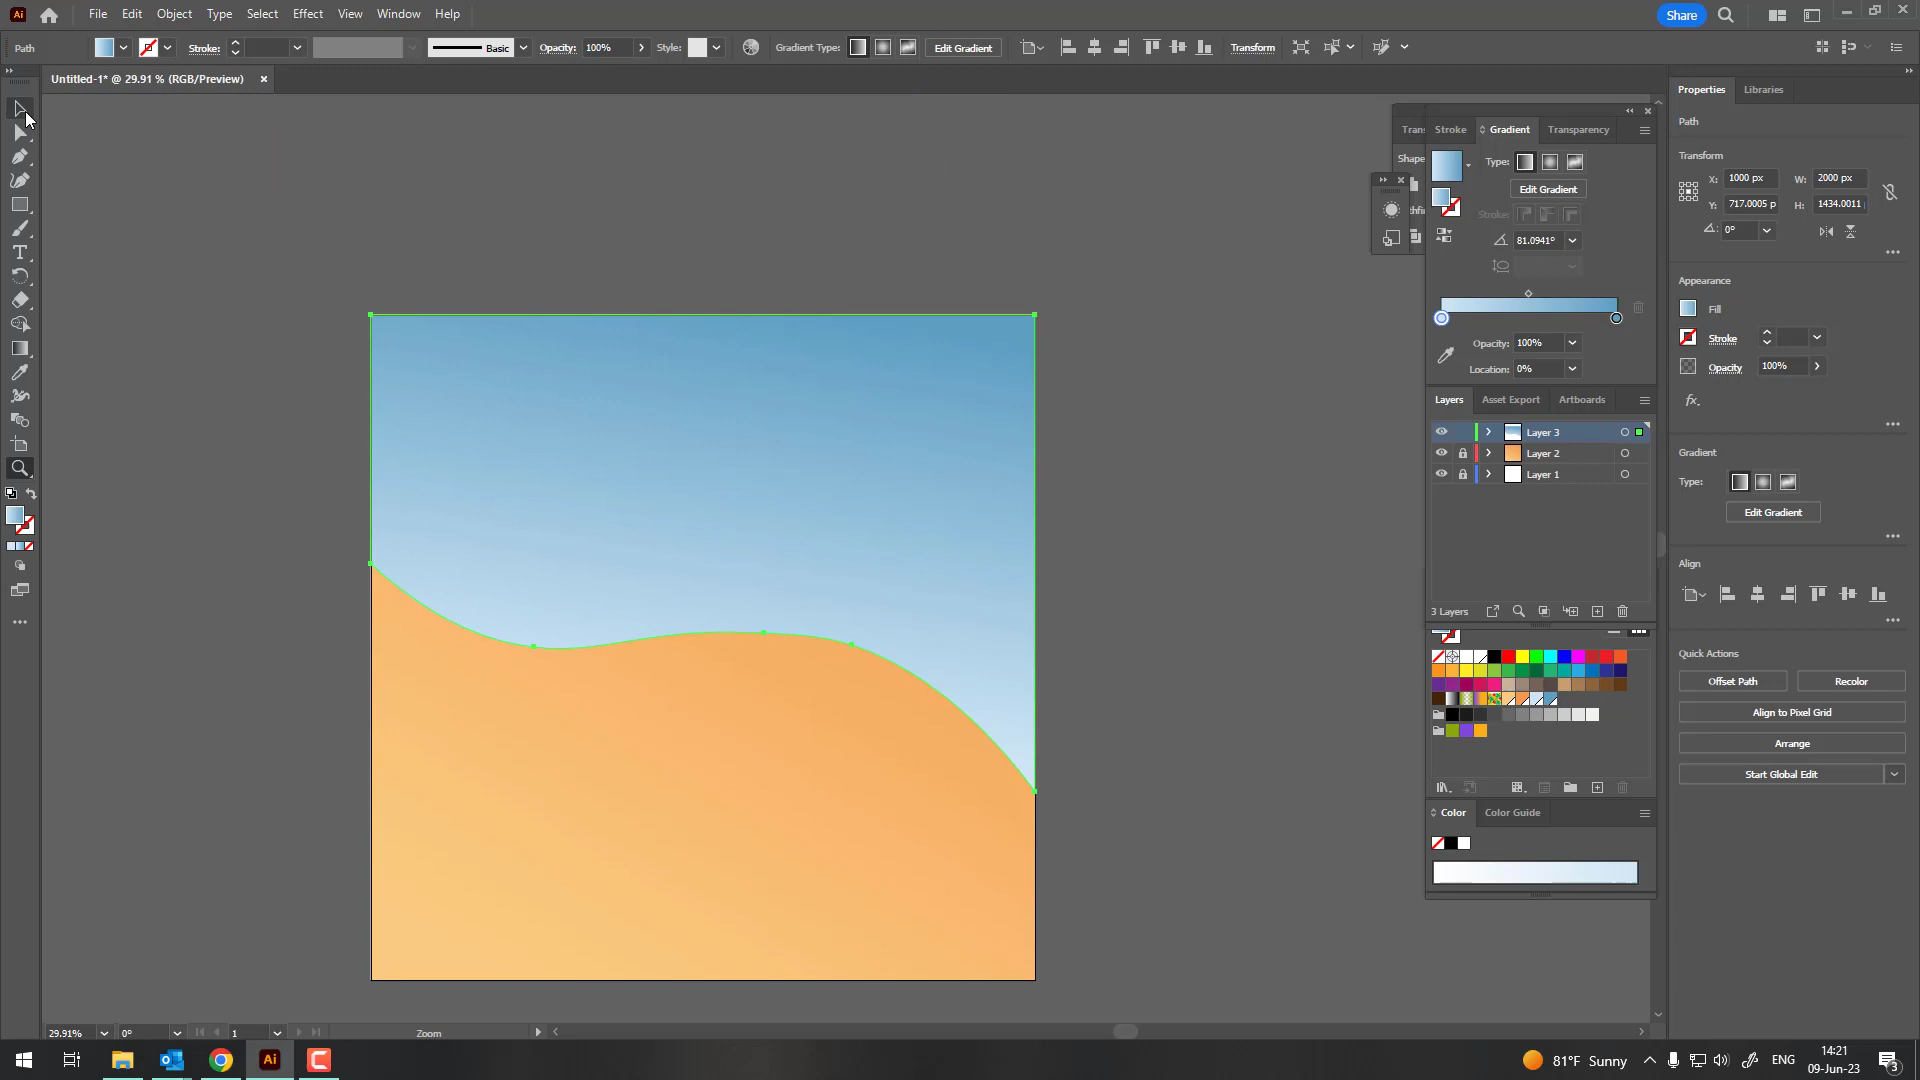 Ai File Edit Object Type Select Effect View Window Help Share
Path Stroke: Basic Opacity: 100% Style: Gradient Type: Edit Gradient Transform
Untitled-1* @ 29.91 % (RGB/Preview)
Stroke Gradient Transparency
Type:
Edit Gradient
Stroke:
81.0941°
Opacity: 100%
Location: 0%
Layers Asset Export Artboards
Layer 3
Layer 2
Layer 1
3 Layers
Color Color Guide
Properties Libraries
Path
Transform
X: 1000 px W: 2000 px
Y: 717.0005 p H: 1434.0011
0°
Appearance
Fill
Stroke
Opacity 100%
fx.
Gradient
Type:
Edit Gradient
Align
Quick Actions
Offset Path Recolor
Align to Pixel Grid
Arrange
Start Global Edit
29.91% 0° 1 Zoom
Ai 81°F Sunny ENG 14:21
09-Jun-23 3